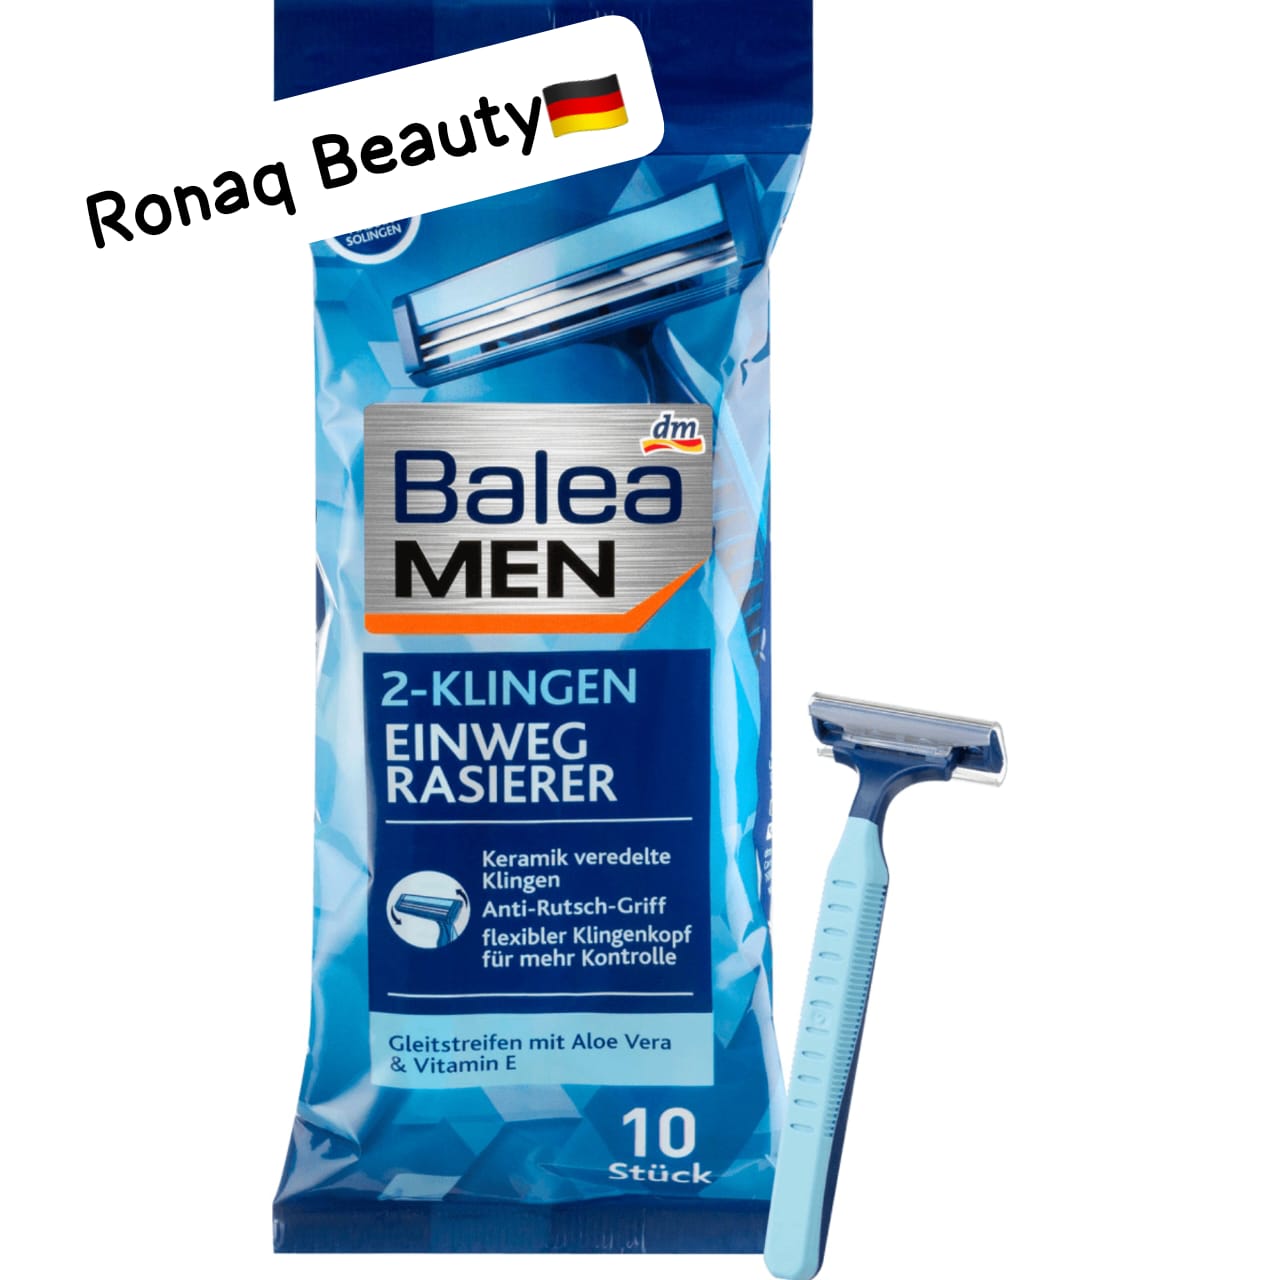 Ronaq Beauty🇩🇪
SOLINGEN
dm
Balea
MEN
2-KLINGEN
EINWEG
RASIERER
Keramik veredelte
Klingen
Anti-Rutsch-Griff
flexibler Klingenkopf
für mehr Kontrolle
Gleitstreifen mit Aloe Vera
& Vitamin E
10
Stück